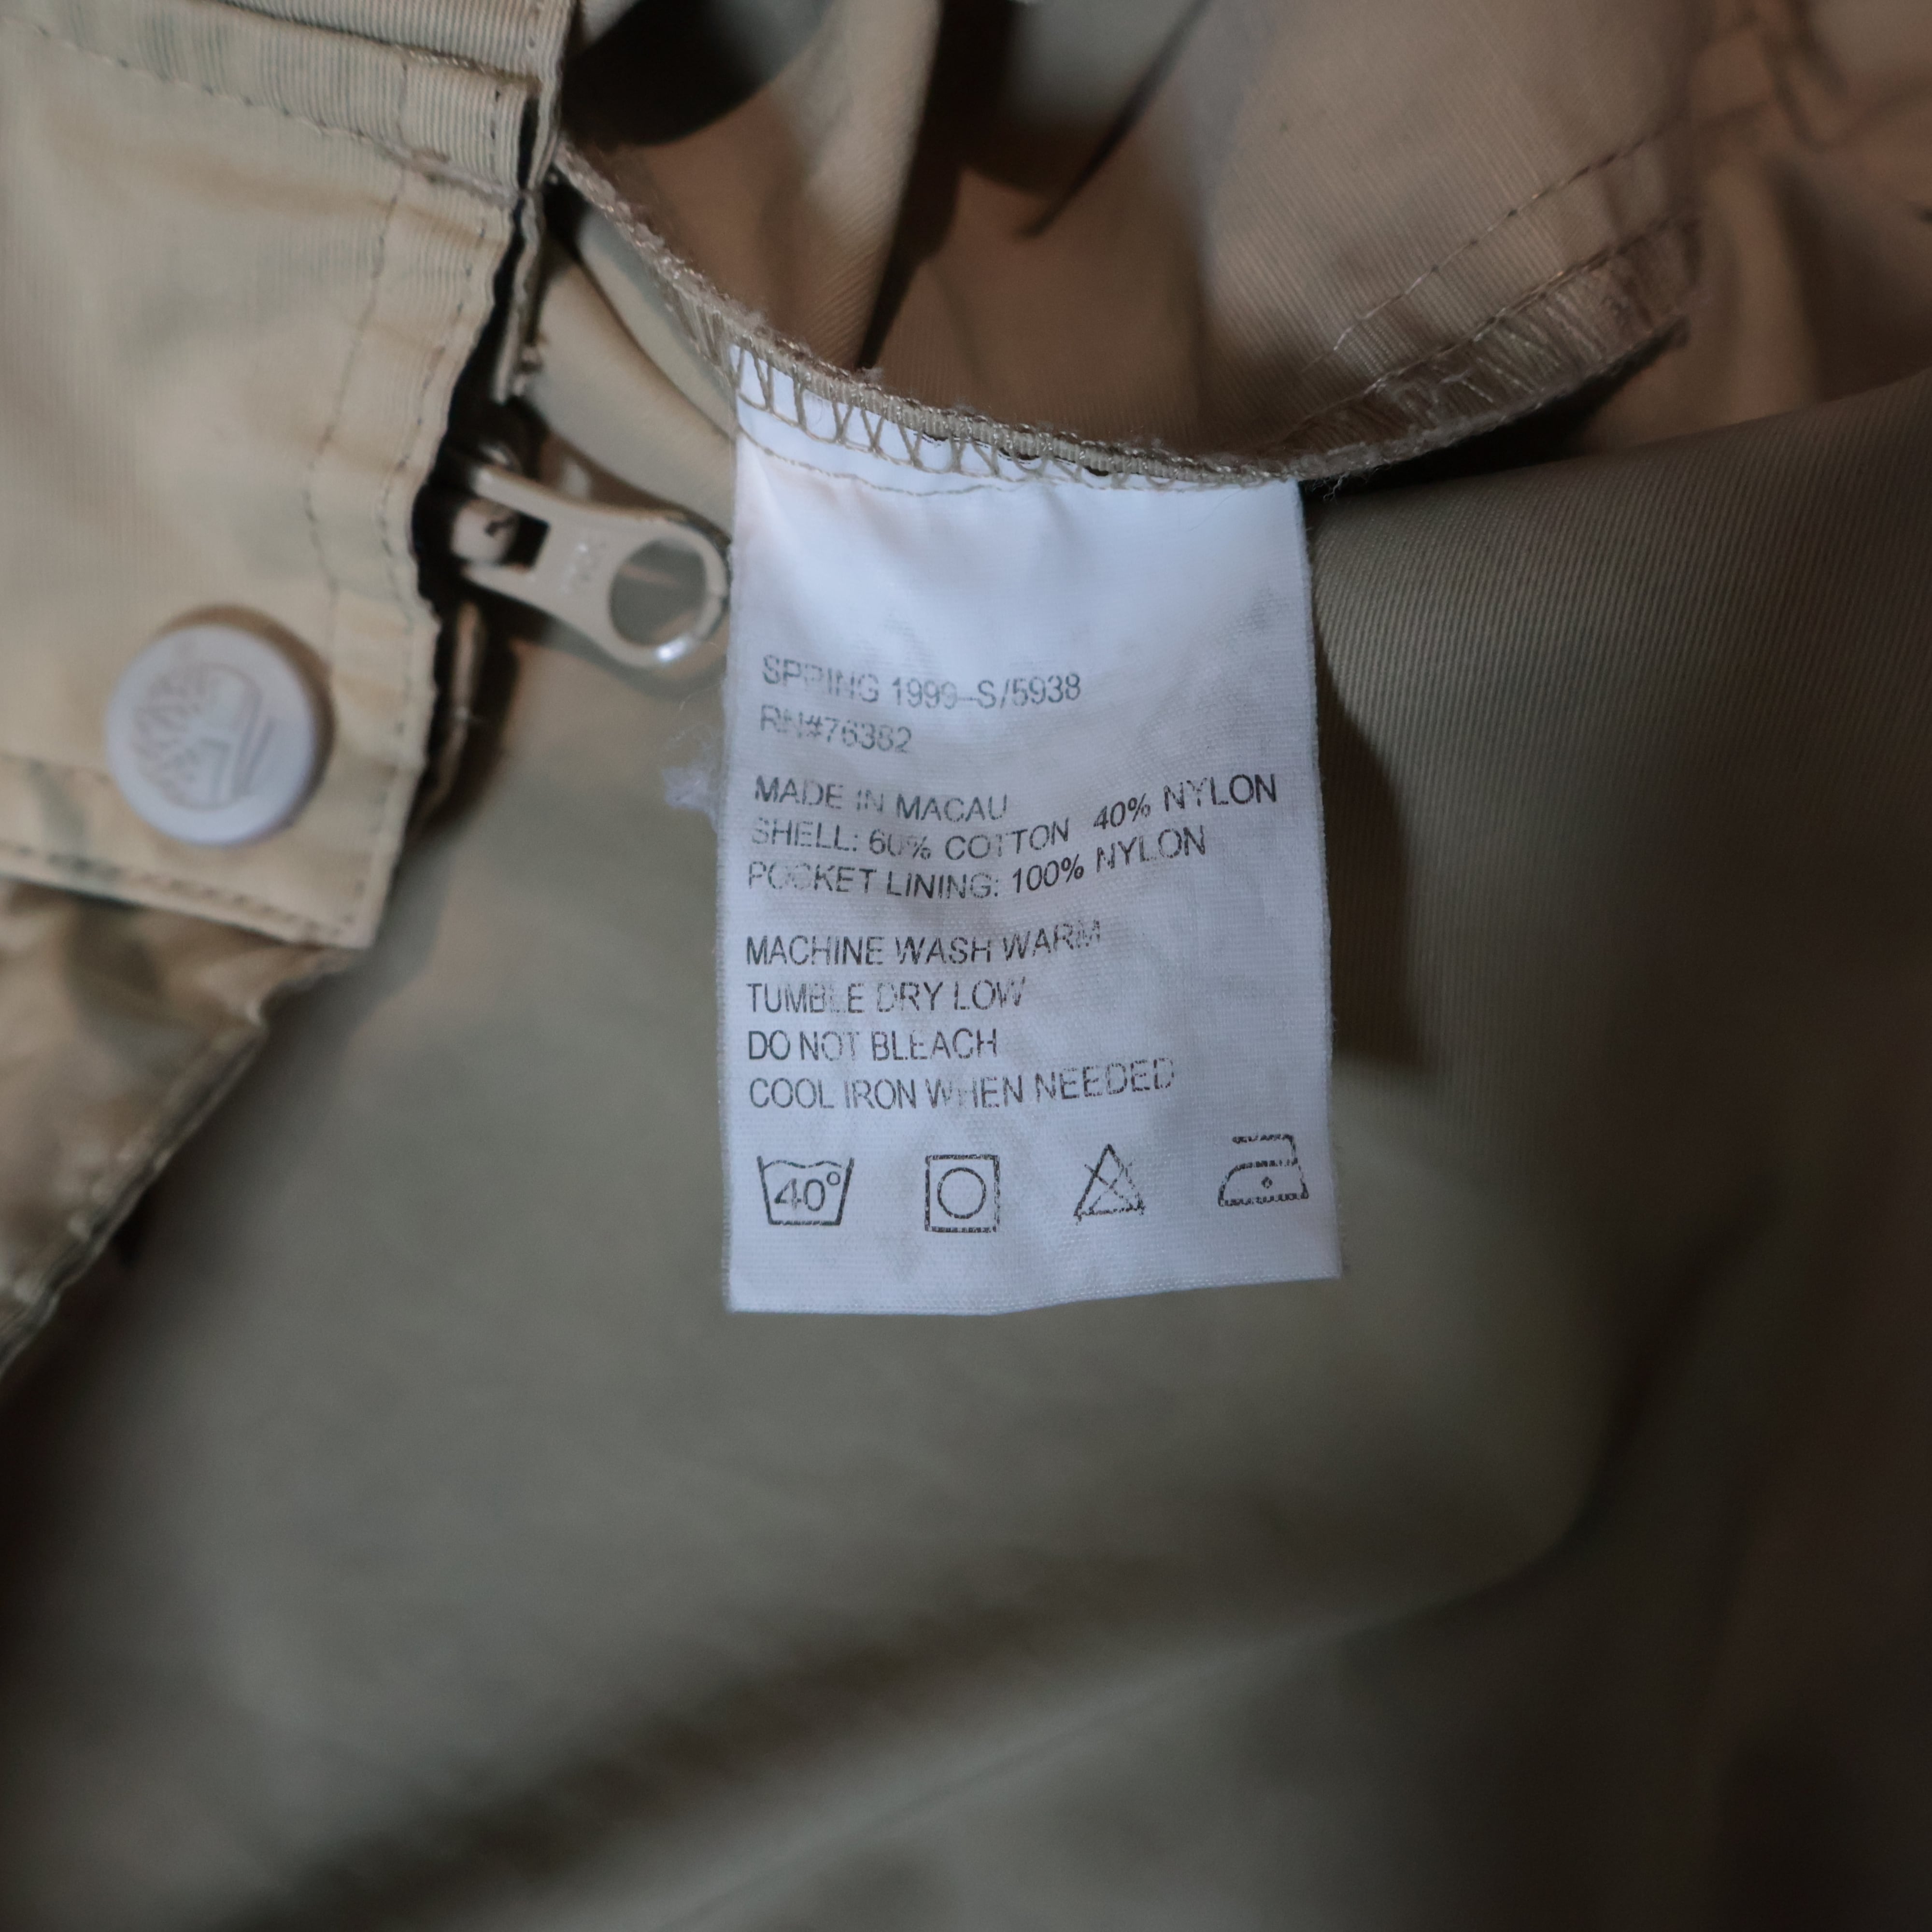 SPRING 1999-S/5938
RN#76382
MADE IN MACAU
SHELL: 60% COTTON 40% NYLON
POCKET LINING: 100% NYLON
MACHINE WASH WARM
TUMBLE DRY LOW
DO NOT BLEACH
COOL IRON WHEN NEEDED
40°